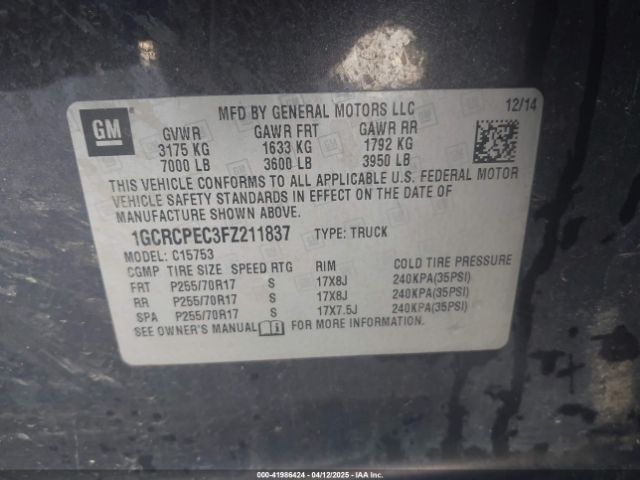 GM
MFD BY GENERAL MOTORS LLC 12/14
GVWR GAWR FRT GAWR RR
3175 KG 1633 KG 1792 KG
7000 LB 3600 LB 3950 LB
THIS VEHICLE CONFORMS TO ALL APPLICABLE U.S. FEDERAL MOTOR
VEHICLE SAFETY STANDARDS IN EFFECT ON THE DATE OF
MANUFACTURE SHOWN ABOVE.
1GCRCPEC3FZ211837 TYPE: TRUCK
MODEL: C15753
CGMP TIRE SIZE SPEED RTG RIM COLD TIRE PRESSURE
FRT P255/70R17 S 17X8J 240KPA(35PSI)
RR P255/70R17 S 17X8J 240KPA(35PSI)
SPA P255/70R17 S 17X7.5J 240KPA(35PSI)
SEE OWNER'S MANUAL FOR MORE INFORMATION.
000-41986424 - 04/12/2025 - IAAI.COM